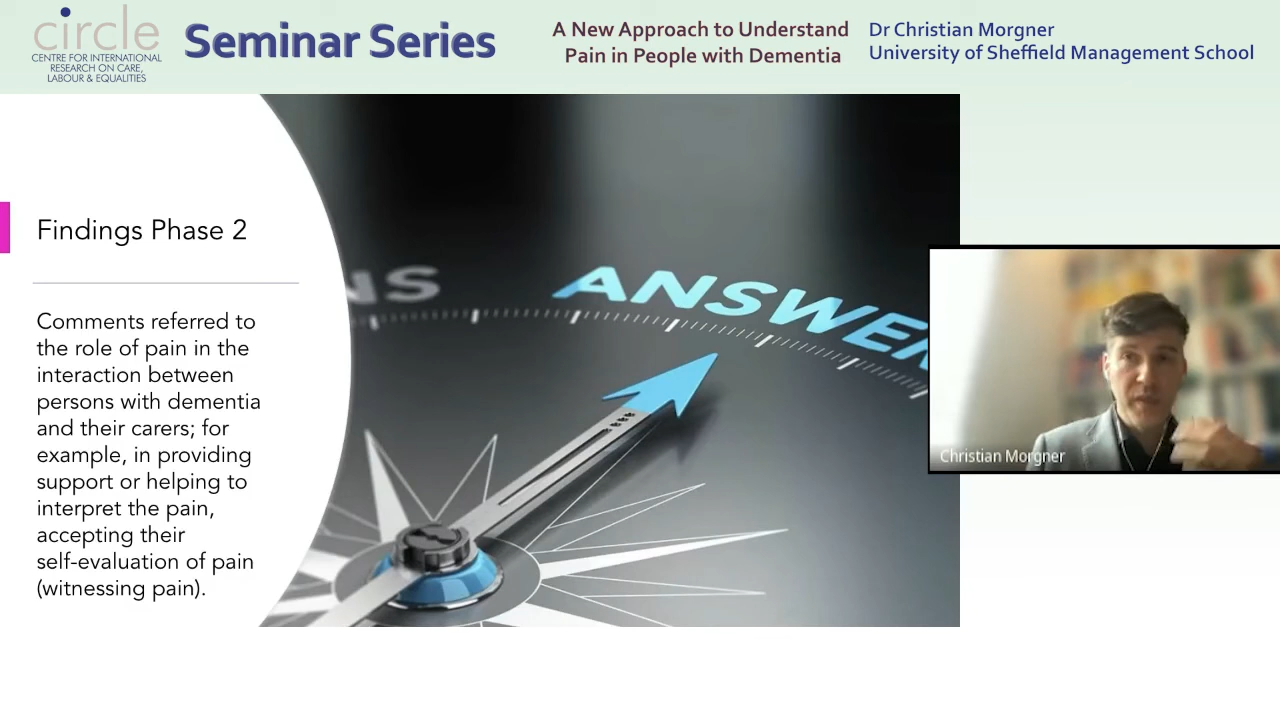 circle
CENTRE FOR INTERNATIONAL
RESEARCH ON CARE,
LABOUR & EQUALITIES
Seminar Series
A New Approach to Understand
Pain in People with Dementia
Dr Christian Morgner
University of Sheffield Management School
Findings Phase 2
Comments referred to
the role of pain in the
interaction between
persons with dementia
and their carers; for
example, in providing
support or helping to
interpret the pain,
accepting their
self-evaluation of pain
(witnessing pain).
NS
ANSWER
Christian Morgner